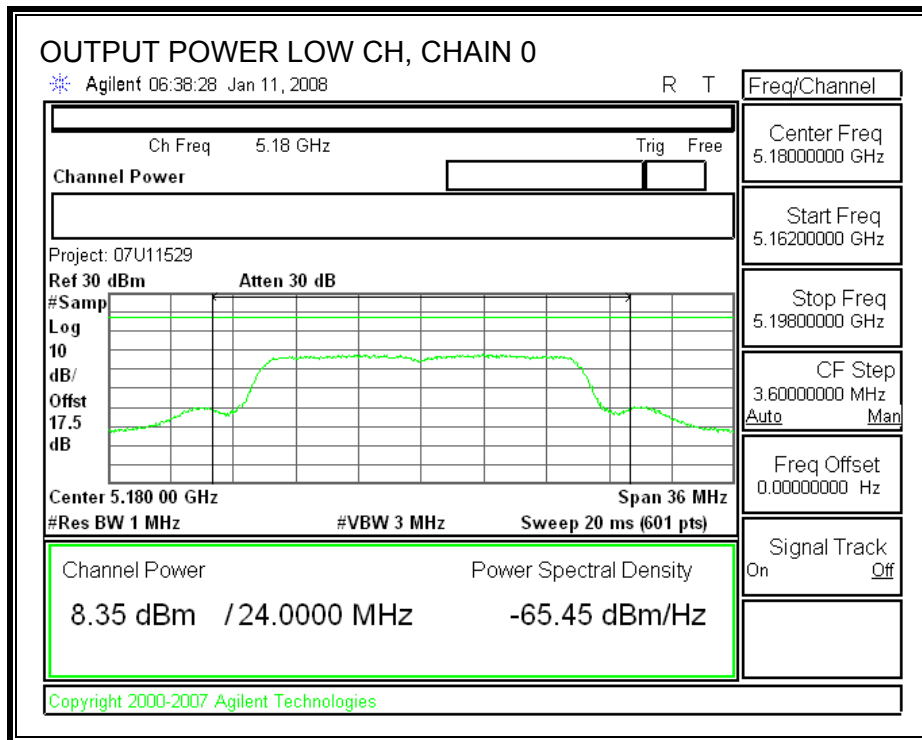 OUTPUT POWER LOW CH, CHAIN 0
Agilent 06:38:28 Jan 11, 2008 R T
Freq/Channel
Ch Freq 5.18 GHz Trig Free
Channel Power
Center Freq
5.18000000 GHz
Start Freq
5.16200000 GHz
Stop Freq
5.19800000 GHz
CF Step
3.60000000 MHz
Auto Man
Freq Offset
0.00000000 Hz
Signal Track
On Off
Project: 07U11529
Ref 30 dBm Atten 30 dB
#Samp
Log
10
dB/
Offst
17.5
dB
Center 5.180 00 GHz Span 36 MHz
#Res BW 1 MHz #VBW 3 MHz Sweep 20 ms (601 pts)
Channel Power Power Spectral Density
8.35 dBm / 24.0000 MHz -65.45 dBm/Hz
Copyright 2000-2007 Agilent Technologies